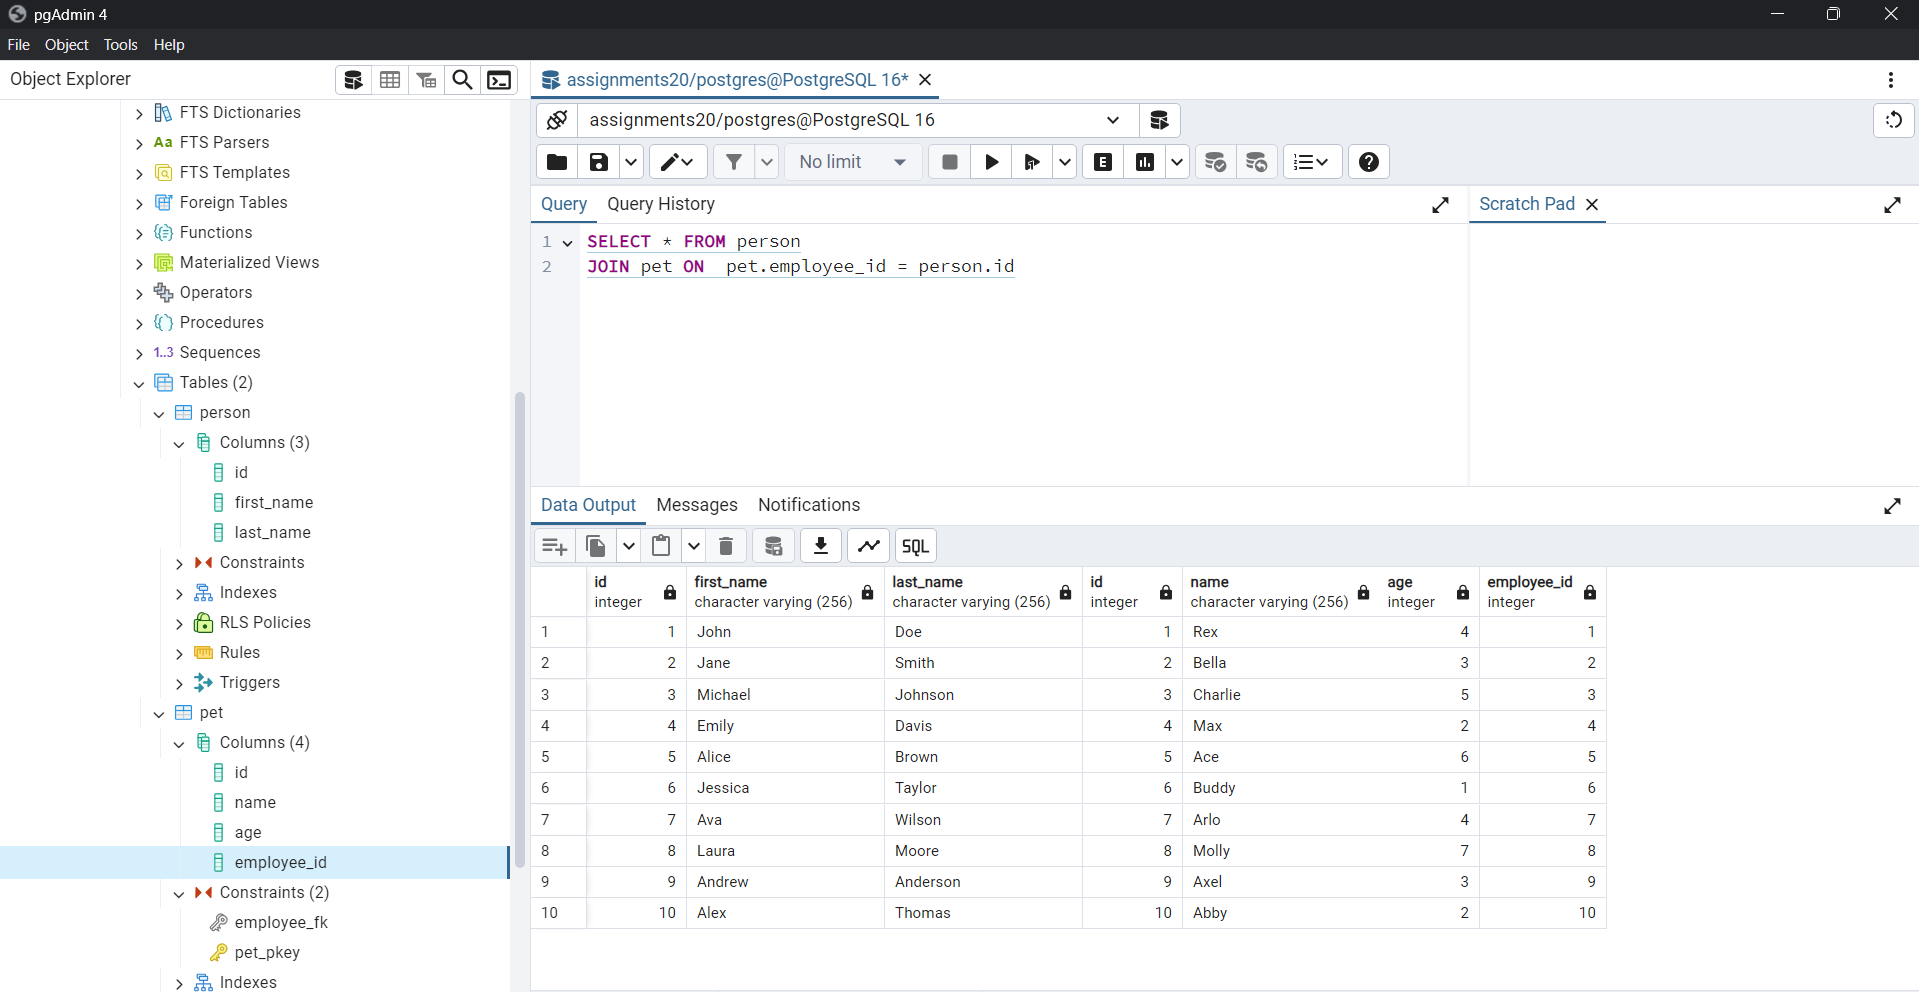 pgAdmin 4
File Object Tools Help
Object Explorer
FTS Dictionaries
Aa FTS Parsers
FTS Templates
Foreign Tables
Functions
Materialized Views
Operators
Procedures
1..3 Sequences
Tables (2)
person
Columns (3)
id
first_name
last_name
Constraints
Indexes
RLS Policies
Rules
Triggers
pet
Columns (4)
id
name
age
employee_id
Constraints (2)
employee_fk
pet_pkey
Indexes
assignments20/postgres@PostgreSQL 16*
assignments20/postgres@PostgreSQL 16
No limit
E
Query Query History
Scratch Pad
1 SELECT * FROM person
2 JOIN pet ON  pet.employee_id = person.id
Data Output Messages Notifications
SQL
id first_name last_name id name age employee_id
integer character varying (256) character varying (256) integer character varying (256) integer integer
1 1 John Doe 1 Rex 4 1
2 2 Jane Smith 2 Bella 3 2
3 3 Michael Johnson 3 Charlie 5 3
4 4 Emily Davis 4 Max 2 4
5 5 Alice Brown 5 Ace 6 5
6 6 Jessica Taylor 6 Buddy 1 6
7 7 Ava Wilson 7 Arlo 4 7
8 8 Laura Moore 8 Molly 7 8
9 9 Andrew Anderson 9 Axel 3 9
10 10 Alex Thomas 10 Abby 2 10